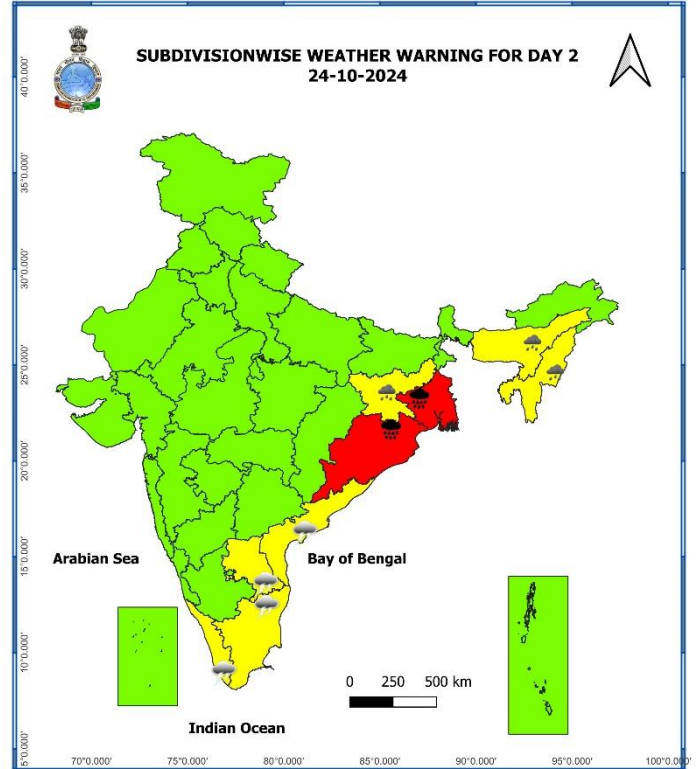 SUBDIVISIONWISE WEATHER WARNING FOR DAY 2
24-10-2024
40°0.000'
35°0.000'
30°0.000'
25°0.000'
20°0.000'
15°0.000'
10°0.000'
5°0.000'
Arabian Sea
Bay of Bengal
0 250 500 km
Indian Ocean
70°0.000' 75°0.000' 80°0.000' 85°0.000' 90°0.000' 95°0.000' 100°0.000'